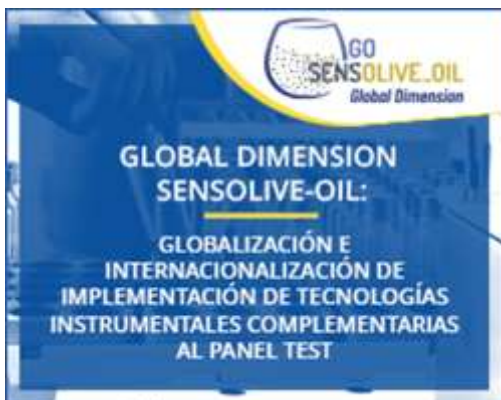 GO
SENSOLIVE_OIL
Global Dimension
GLOBAL DIMENSION
SENSOLIVE-OIL:
GLOBALIZACIÓN E
INTERNACIONALIZACIÓN DE
IMPLEMENTACIÓN DE TECNOLOGÍAS
INSTRUMENTALES COMPLEMENTARIAS
AL PANEL TEST